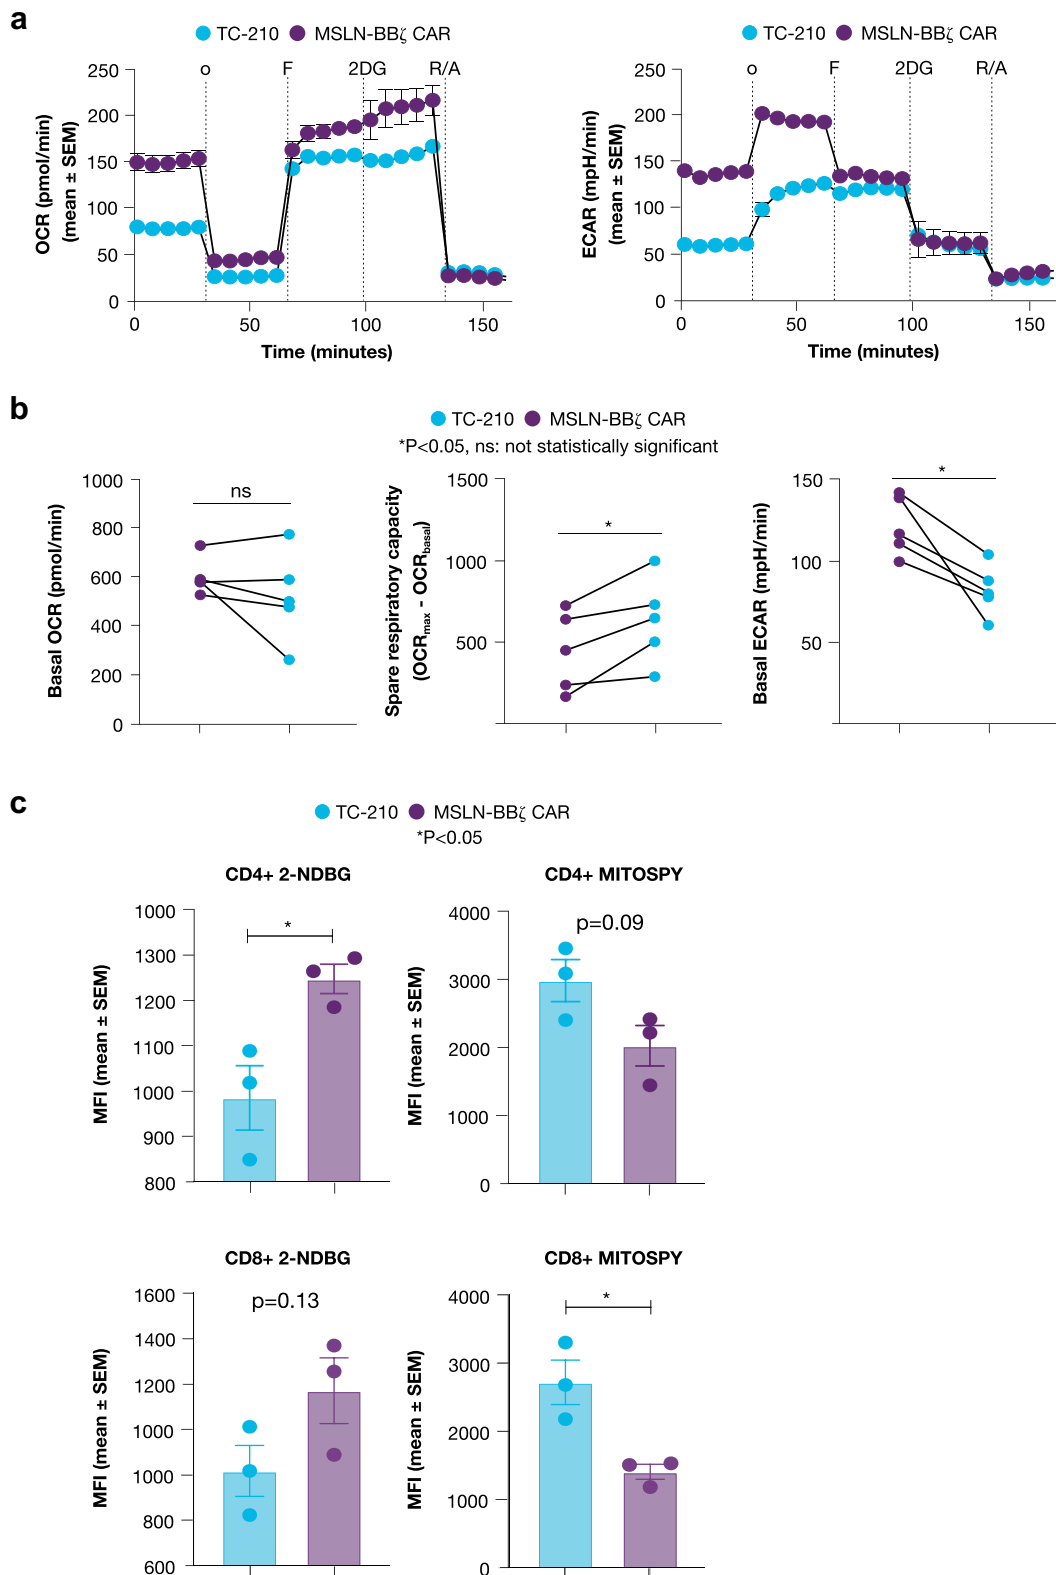 a
TC-210 MSLN-BBζ CAR
o F 2DG R/A
250
200
150
100
50
0
OCR (pmol/min)
(mean ± SEM)
0 50 100 150
Time (minutes)
TC-210 MSLN-BBζ CAR
o F 2DG R/A
250
200
150
100
50
0
ECAR (mpH/min)
(mean ± SEM)
0 50 100 150
Time (minutes)
b
TC-210 MSLN-BBζ CAR
*P<0.05, ns: not statistically significant
1000
800
600
400
200
0
Basal OCR (pmol/min)
ns
1500
1000
500
Spare respiratory capacity
(OCRmax - OCRbasal)
*
150
100
50
Basal ECAR (mpH/min)
*
c
TC-210 MSLN-BBζ CAR
*P<0.05
CD4+ 2-NDBG
1000
1300
1200
1100
1000
900
800
MFI (mean ± SEM)
*
CD4+ MITOSPY
4000
3000
2000
1000
0
MFI (mean ± SEM)
p=0.09
CD8+ 2-NDBG
1600
1400
1200
1000
1000
800
600
MFI (mean ± SEM)
p=0.13
CD8+ MITOSPY
4000
3000
2000
1000
0
MFI (mean ± SEM)
*